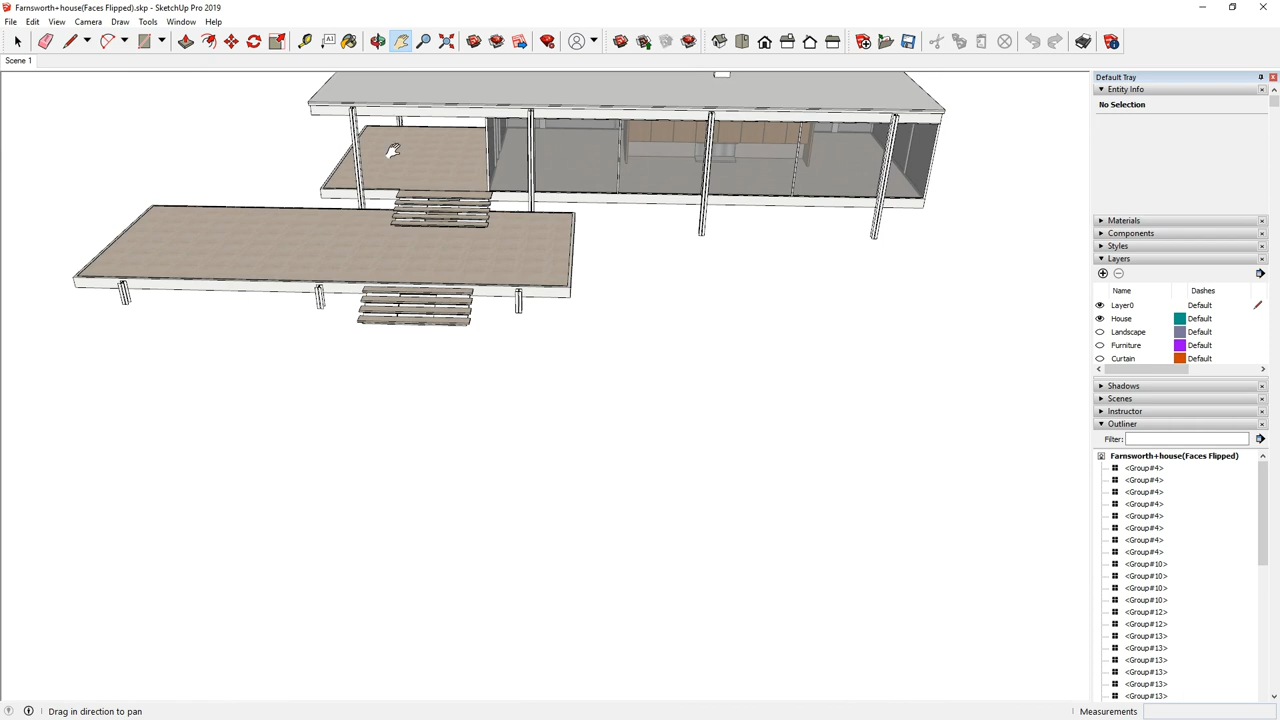 Farnsworth+house(Faces Flipped).skp - SketchUp Pro 2019
File Edit View Camera Draw Tools Window Help
Scene 1
Default Tray
Entity Info
No Selection
Materials
Components
Styles
Layers
Name Dashes
Layer0 Default
House Default
Landscape Default
Furniture Default
Curtain Default
Shadows
Scenes
Instructor
Outliner
Filter:
Farnsworth+house(Faces Flipped)
<Group#4>
<Group#4>
<Group#4>
<Group#4>
<Group#4>
<Group#4>
<Group#4>
<Group#4>
<Group#10>
<Group#10>
<Group#10>
<Group#10>
<Group#12>
<Group#12>
<Group#13>
<Group#13>
<Group#13>
<Group#13>
<Group#13>
<Group#13>
Drag in direction to pan
Measurements